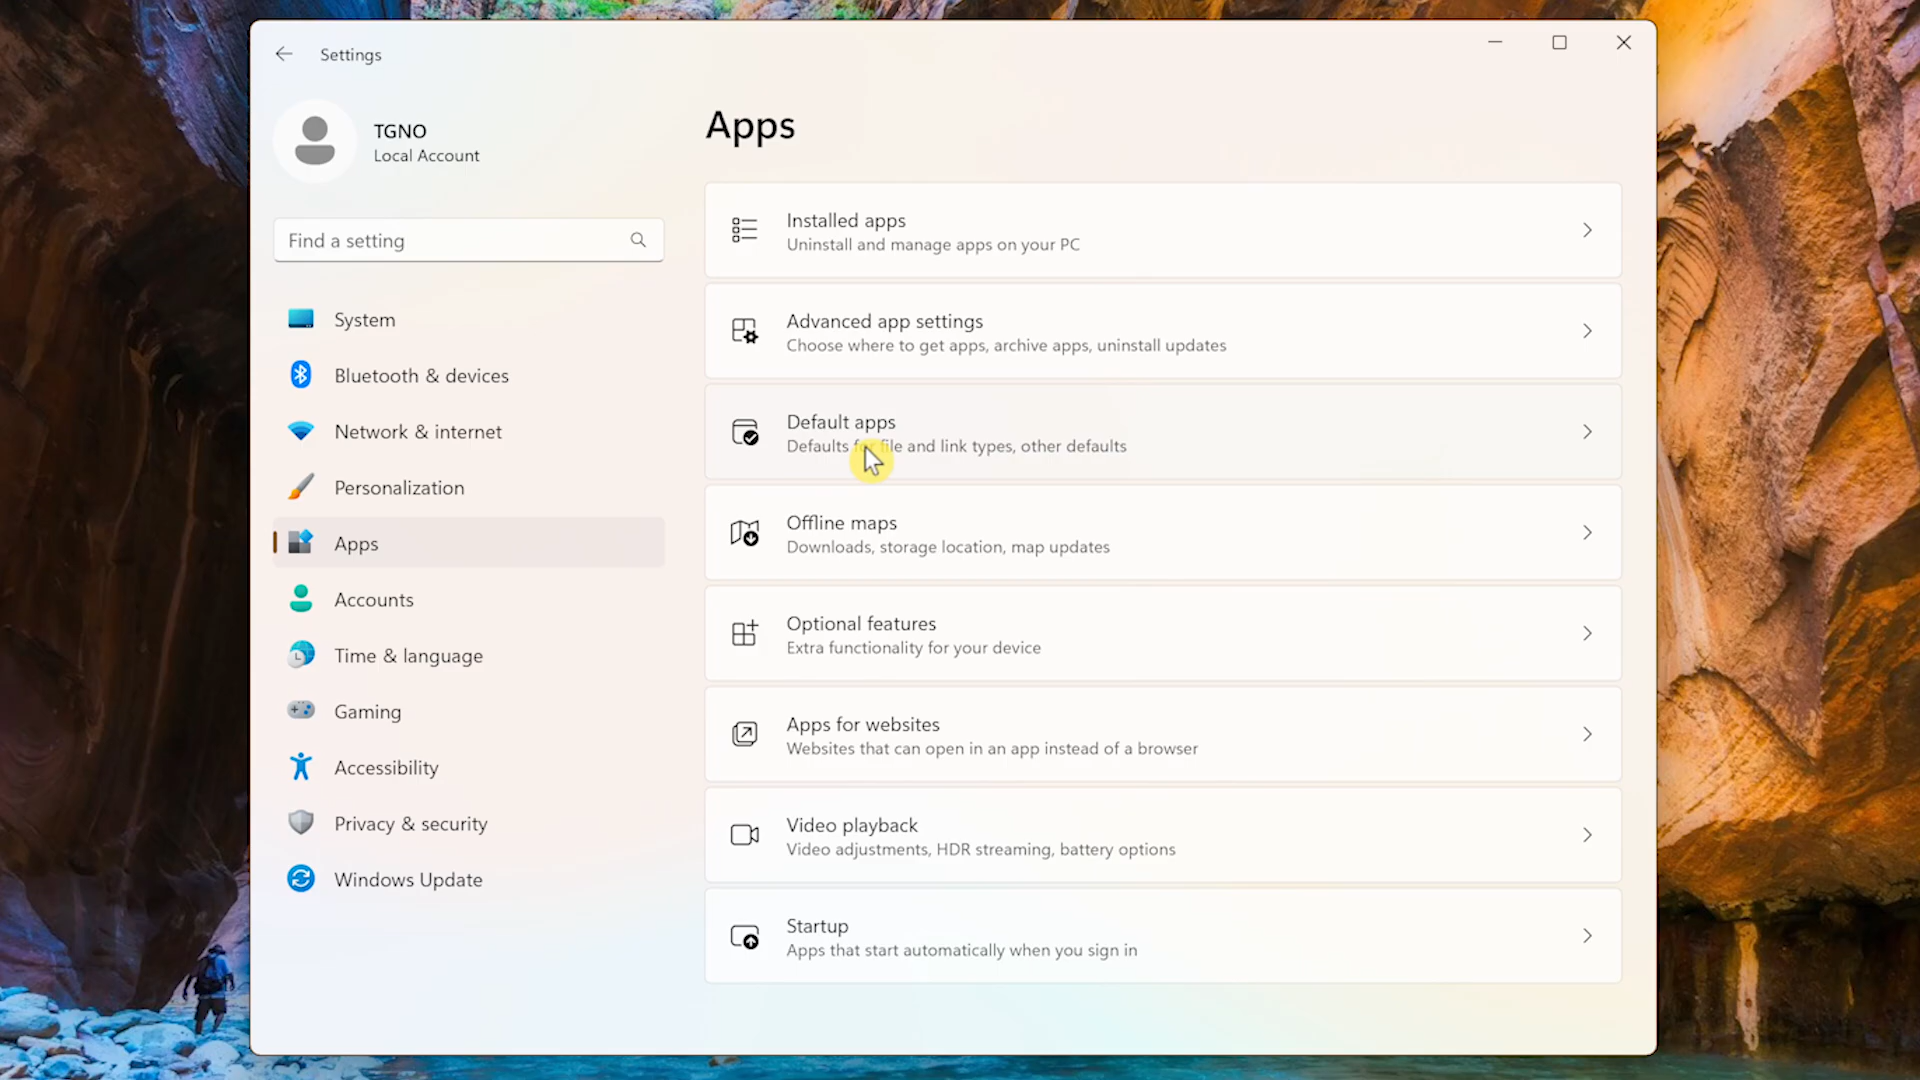 Settings
TGNO
Local Account
Find a setting
System
Bluetooth & devices
Network & internet
Personalization
Apps
Accounts
Time & language
Gaming
Accessibility
Privacy & security
Windows Update
Apps
Installed apps
Uninstall and manage apps on your PC
Advanced app settings
Choose where to get apps, archive apps, uninstall updates
Default apps
Defaults for file and link types, other defaults
Offline maps
Downloads, storage location, map updates
Optional features
Extra functionality for your device
Apps for websites
Websites that can open in an app instead of a browser
Video playback
Video adjustments, HDR streaming, battery options
Startup
Apps that start automatically when you sign in